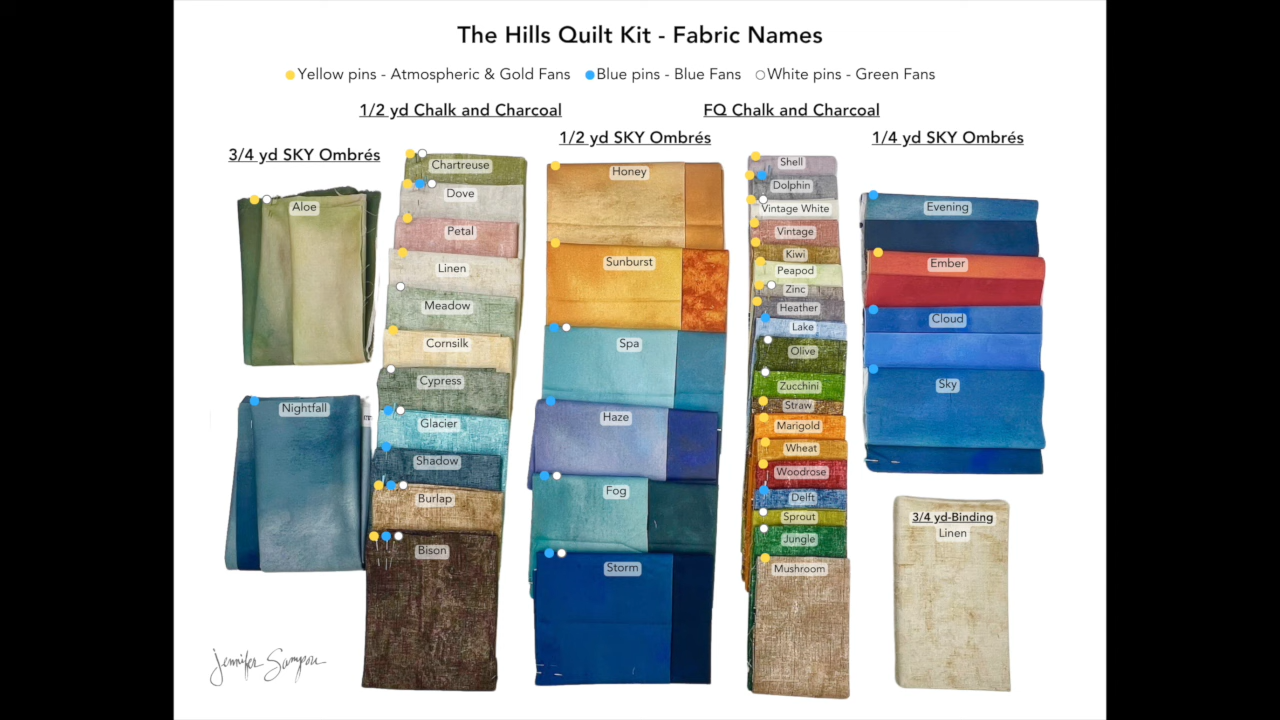 The Hills Quilt Kit - Fabric Names
Yellow pins - Atmospheric & Gold Fans Blue pins - Blue Fans White pins - Green Fans
3/4 yd SKY Ombrés
Aloe
Nightfall
1/2 yd Chalk and Charcoal
Chartreuse
Dove
Petal
Linen
Meadow
Cornsilk
Cypress
Glacier
Shadow
Burlap
Bison
1/2 yd SKY Ombrés
Honey
Sunburst
Spa
Haze
Fog
Storm
FQ Chalk and Charcoal
Shell
Dolphin
Vintage White
Vintage
Kiwi
Peapod
Zinc
Heather
Lake
Olive
Zucchini
Straw
Marigold
Wheat
Woodrose
Delft
Sprout
Jungle
Mushroom
1/4 yd SKY Ombrés
Evening
Ember
Cloud
Sky
3/4 yd-Binding
Linen
Jennifer Sampou